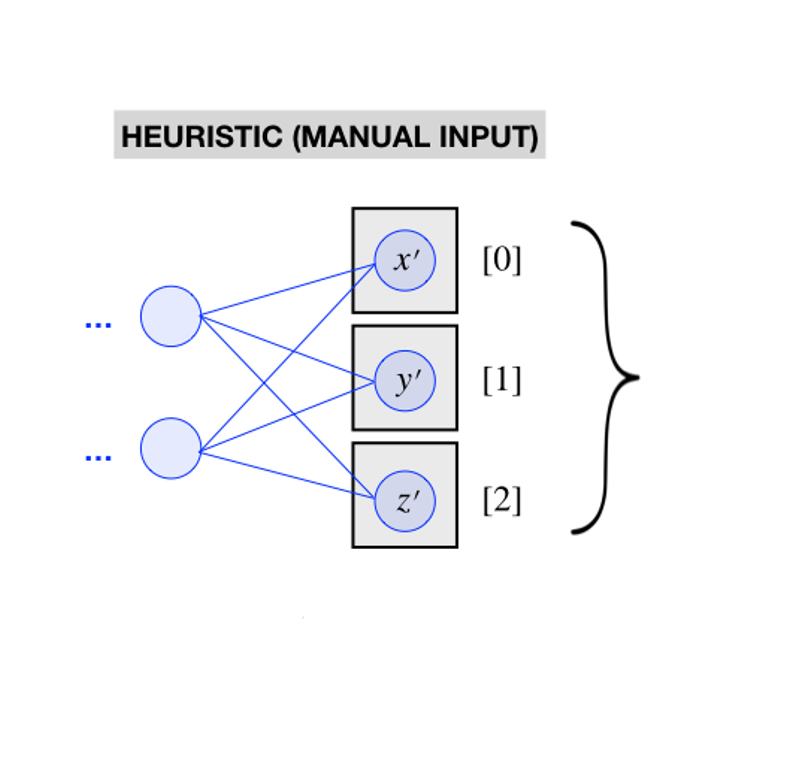 HEURISTIC (MANUAL INPUT)
x′ [0]
...
y′ [1]
...
z′ [2]